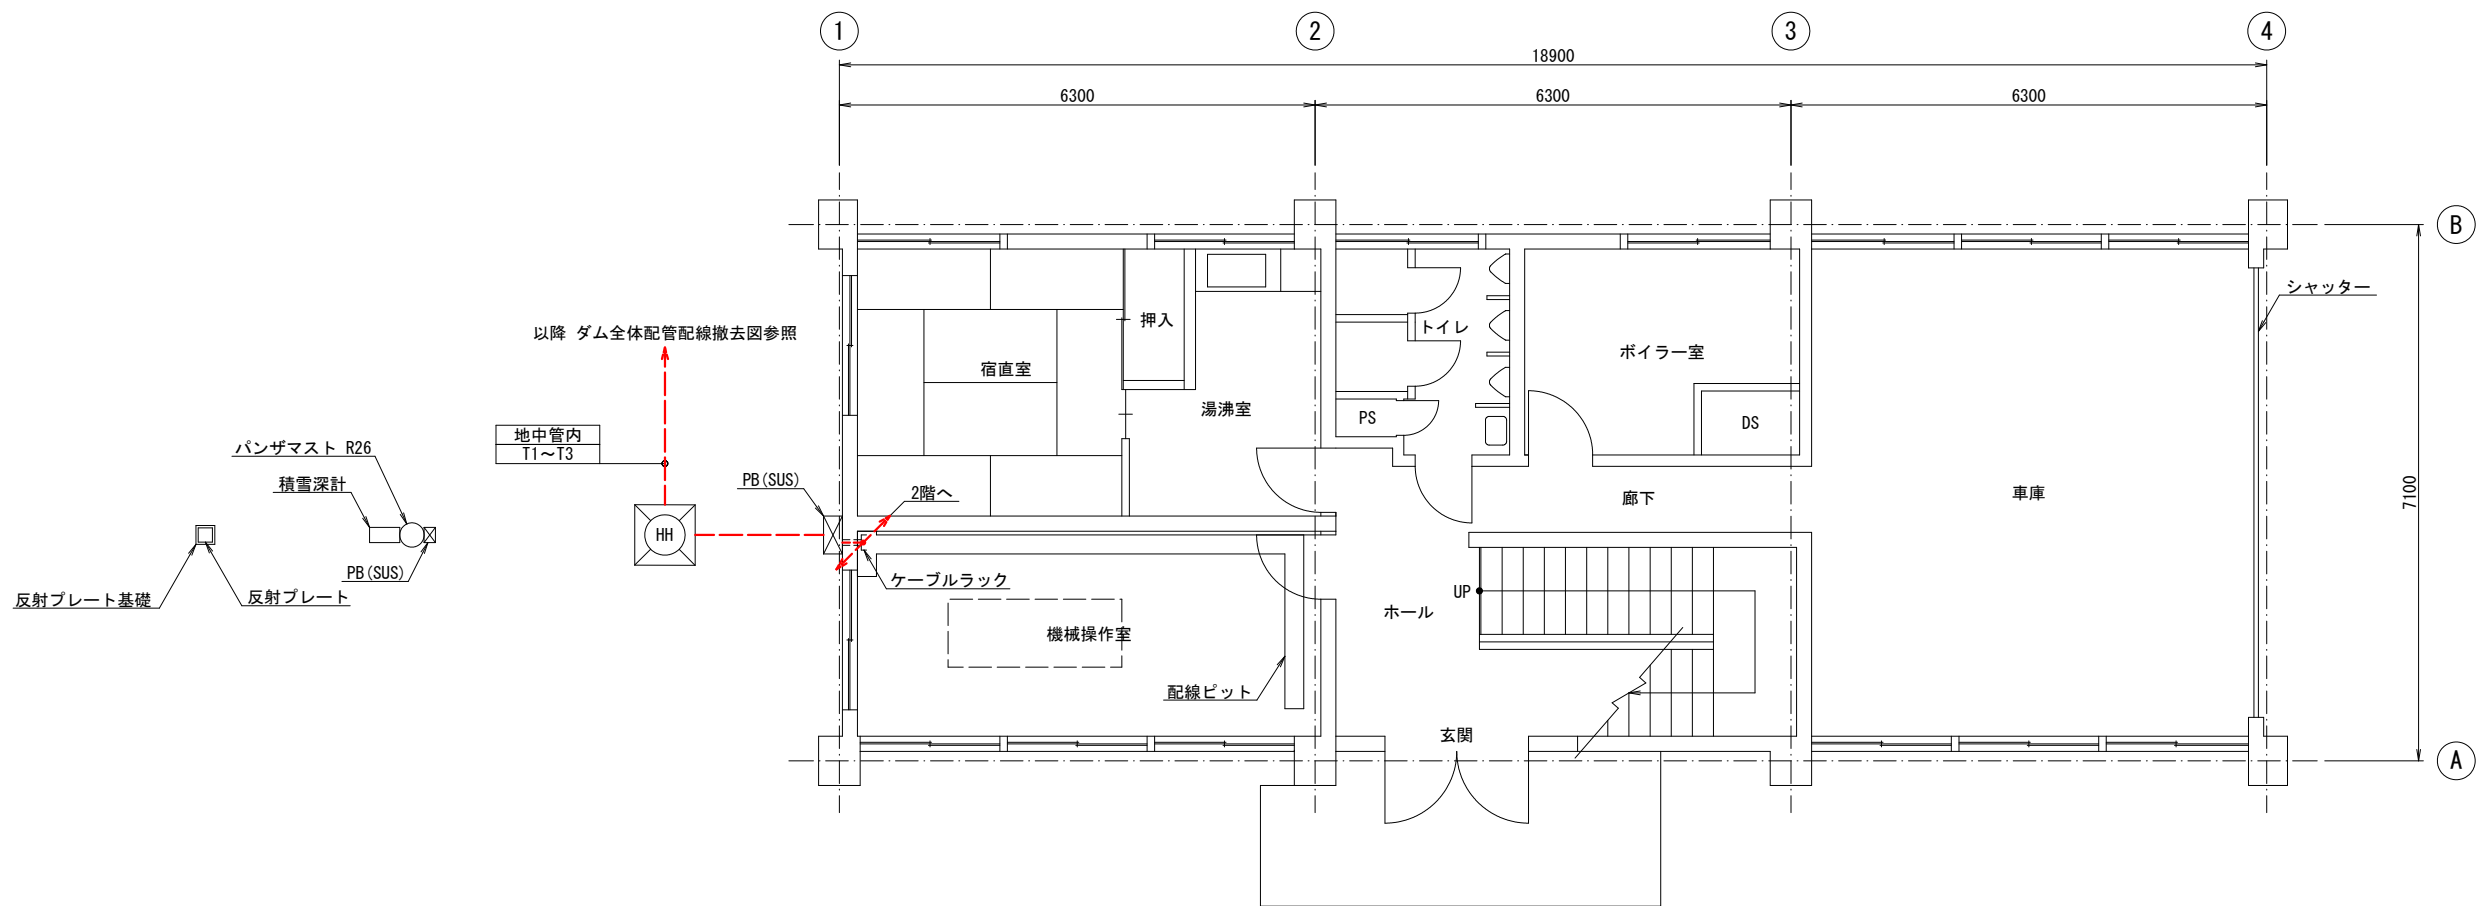 1
2
3
4
18900
6300
6300
6300
B
シャッター
以降 ダム全体配管配線撤去図参照
押入
トイレ
ボイラー室
宿直室
湯沸室
PS
DS
地中管内
T1～T3
パンザマスト R26
積雪深計
PB(SUS)
2階へ
廊下
車庫
7100
HH
PB(SUS)
ケーブルラック
反射プレート基礎
反射プレート
UP
ホール
機械操作室
配線ピット
玄関
A